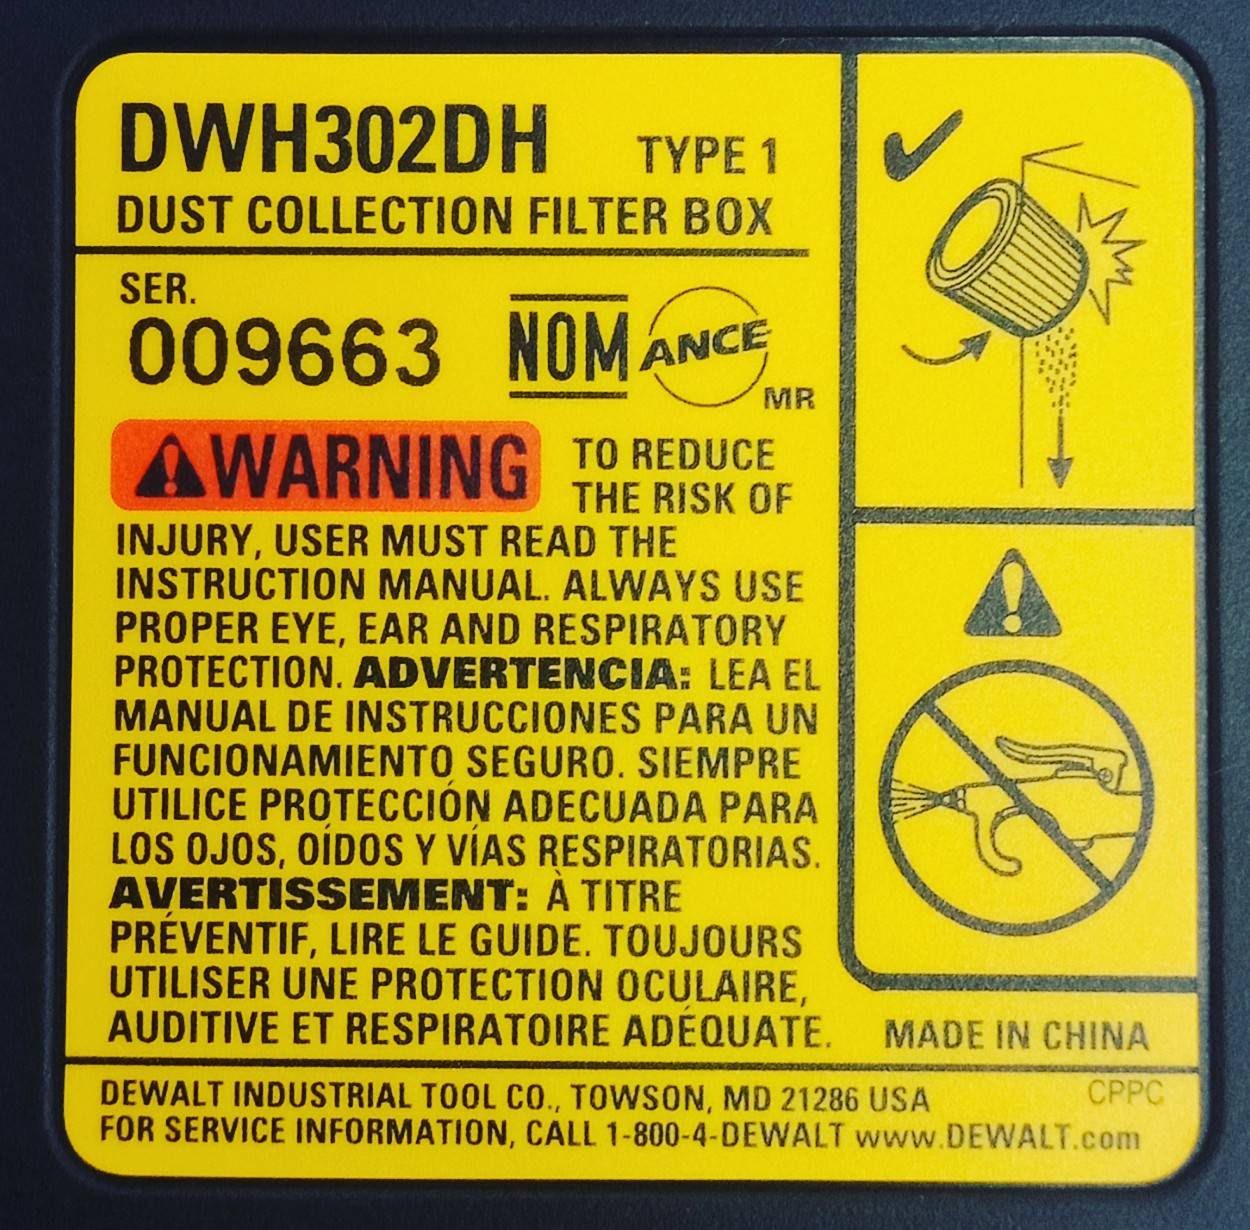 DWH302DH TYPE 1
DUST COLLECTION FILTER BOX
SER.
009663 NOM ANCE MR
WARNING TO REDUCE
THE RISK OF
INJURY, USER MUST READ THE
INSTRUCTION MANUAL. ALWAYS USE
PROPER EYE, EAR AND RESPIRATORY
PROTECTION. ADVERTENCIA: LEA EL
MANUAL DE INSTRUCCIONES PARA UN
FUNCIONAMIENTO SEGURO. SIEMPRE
UTILICE PROTECCIÓN ADECUADA PARA
LOS OJOS, OÍDOS Y VÍAS RESPIRATORIAS.
AVERTISSEMENT: À TITRE
PRÉVENTIF, LIRE LE GUIDE. TOUJOURS
UTILISER UNE PROTECTION OCULAIRE,
AUDITIVE ET RESPIRATOIRE ADÉQUATE.
MADE IN CHINA
DEWALT INDUSTRIAL TOOL CO., TOWSON, MD 21286 USA
CPPC
FOR SERVICE INFORMATION, CALL 1-800-4-DEWALT www.DEWALT.com